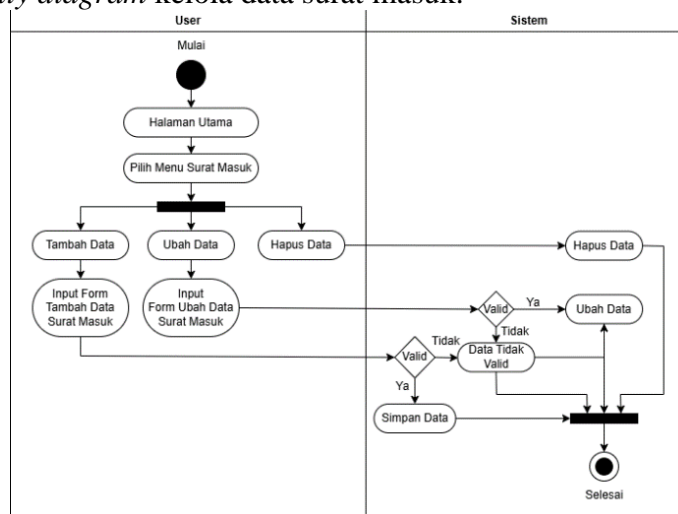 ity diagram kelola data surat masuk.
User
Sistem
Mulai
Halaman Utama
Pilih Menu Surat Masuk
Tambah Data
Ubah Data
Hapus Data
Hapus Data
Input Form
Tambah Data
Surat Masuk
Input
Form Ubah Data
Surat Masuk
Valid
Ya
Ubah Data
Tidak
Valid
Tidak
Data Tidak
Valid
Ya
Simpan Data
Selesai